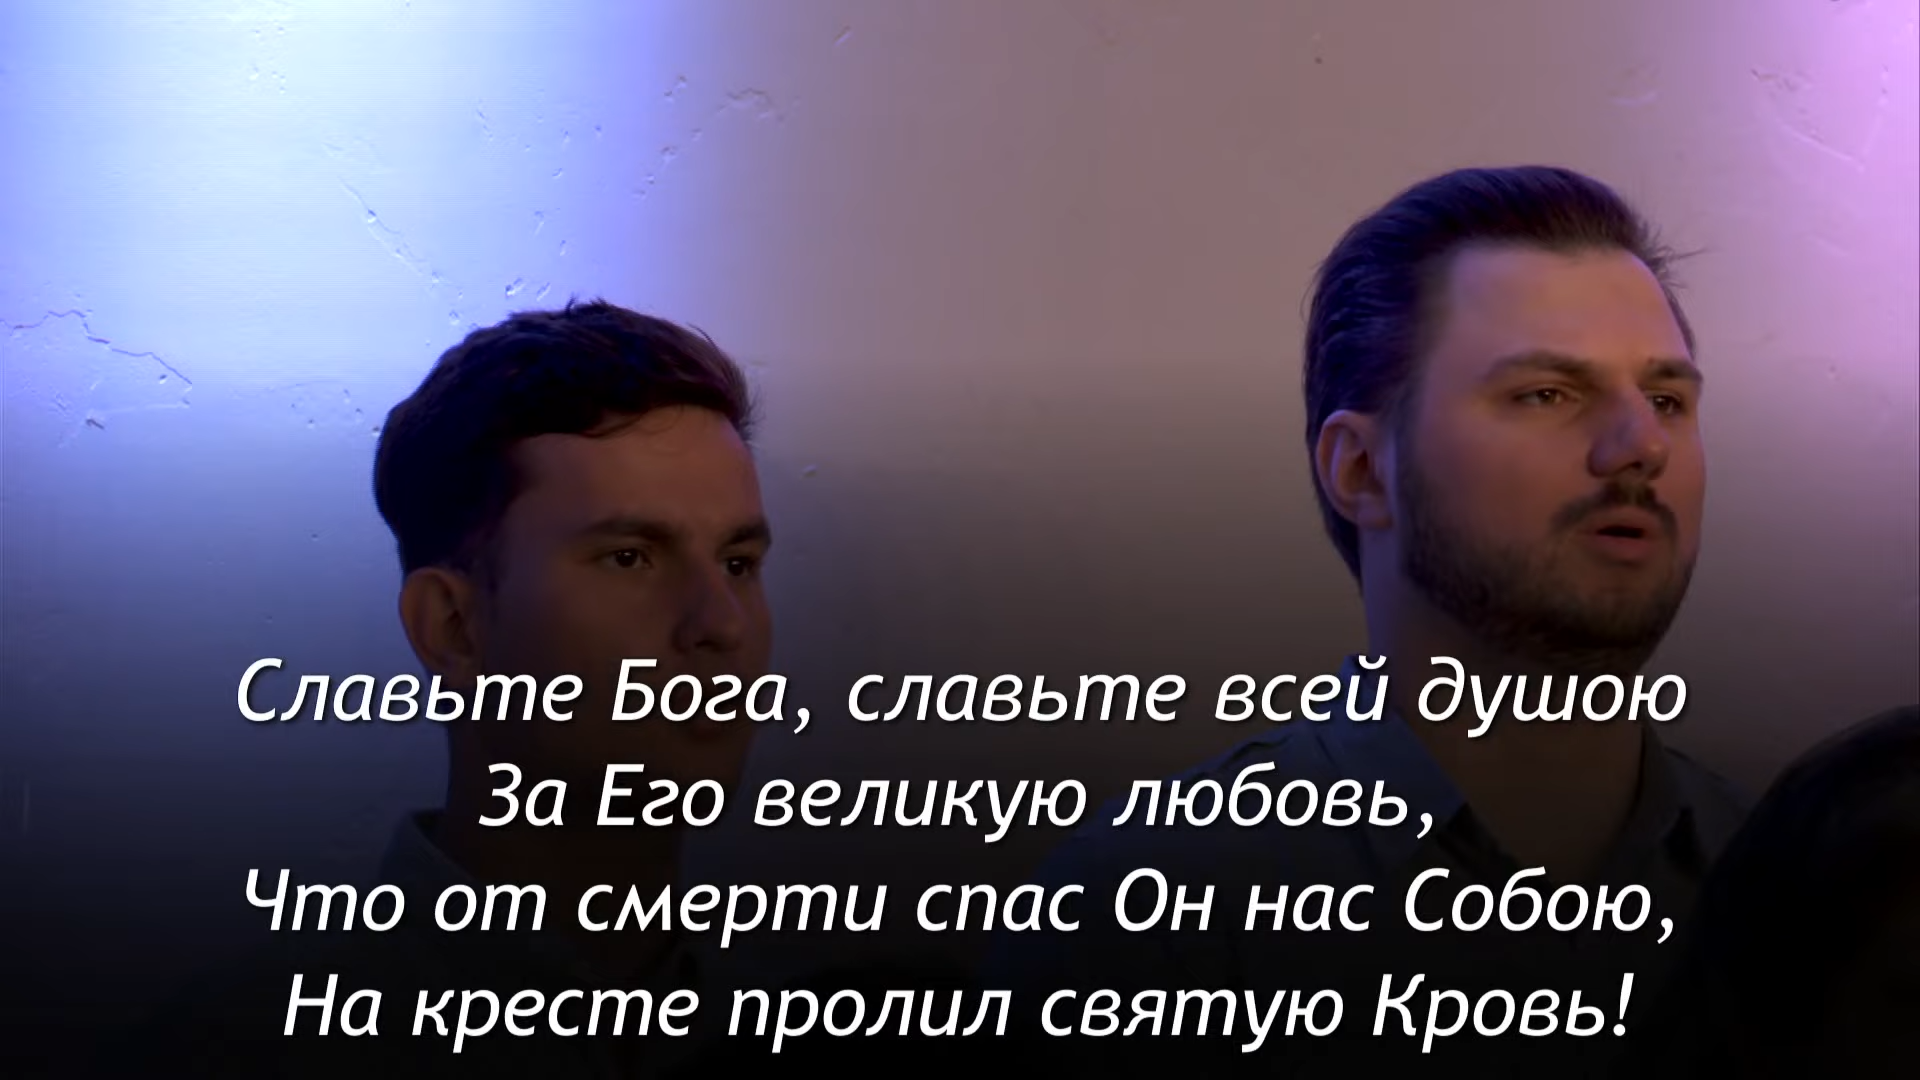 Славьте Бога, славьте всей душою
За Его великую любовь,
Что от смерти спас Он нас Собою,
На кресте пролил святую Кровь!